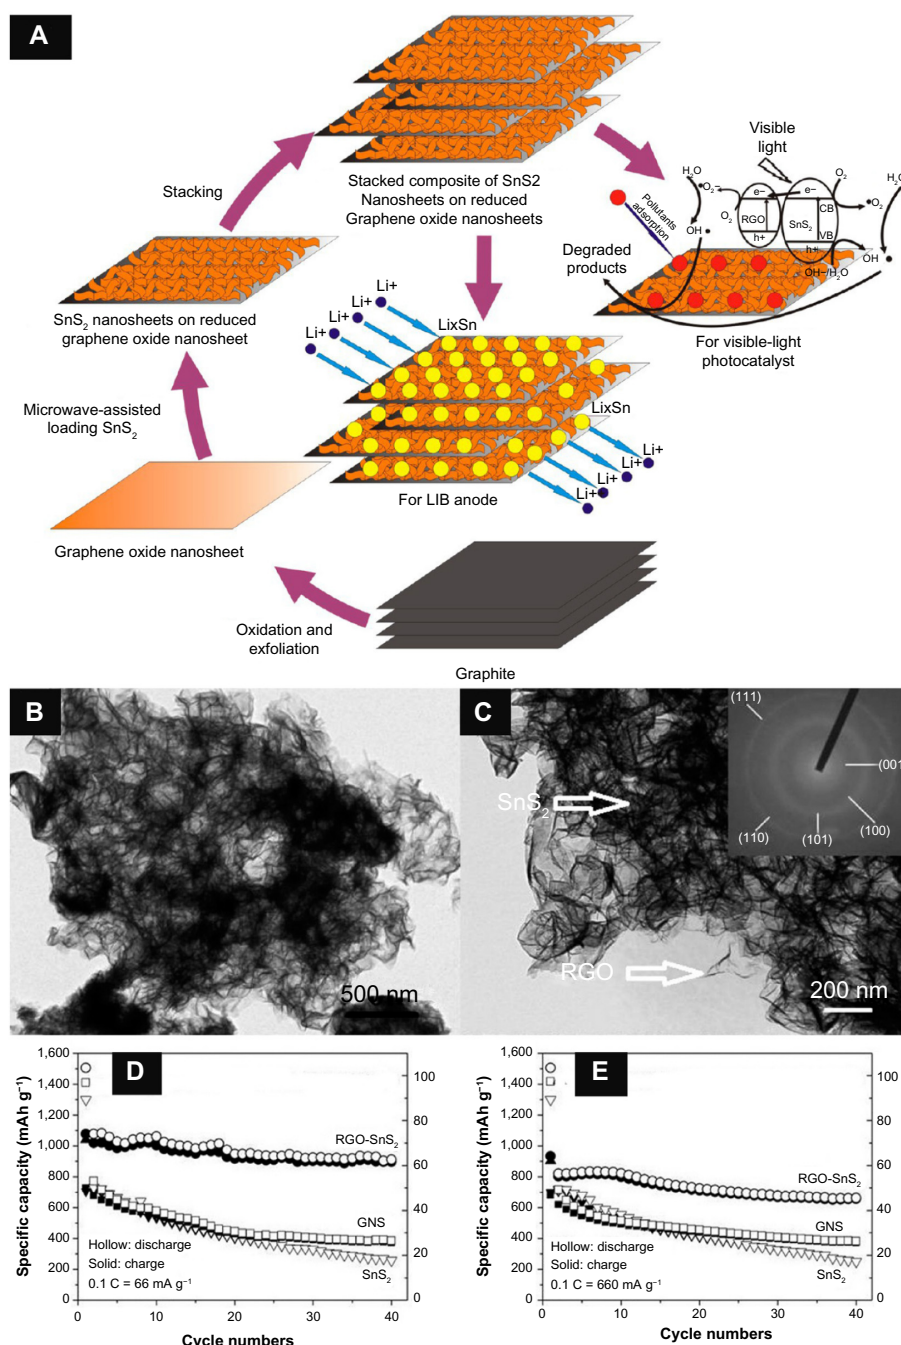 A
Visible
light
H2O
•O2−
e−
e−
O2
H2O
O2
RGO
SnS2
CB
•O2
h+
VB
h+
OH •
OH •
OH−/H2O
Pollutants
adsorption
Degraded
products
For visible-light
photocatalyst
Stacking
Stacked composite of SnS2
Nanosheets on reduced
Graphene oxide nanosheets
SnS2 nanosheets on reduced
graphene oxide nanosheet
Li+
Li+
Li+
Li+
LixSn
LixSn
Li+
Li+
Li+
Li+
Microwave-assisted
loading SnS2
For LIB anode
Graphene oxide nanosheet
Oxidation and
exfoliation
Graphite
B
500 nm
C
(111)
(001
(100)
(101)
(110)
SnS2
RGO
200 nm
D
Specific capacity (mAh g−1)
1,600
1,400
1,200
1,000
800
600
400
200
0
100
80
60
40
20
0
RGO-SnS2
GNS
SnS2
Hollow: discharge
Solid: charge
0.1 C = 66 mA g−1
0 10 20 30 40
Cycle numbers
E
Specific capacity (mAh g−1)
1,600
1,400
1,200
1,000
800
600
400
200
0
100
80
60
40
20
0
RGO-SnS2
GNS
SnS2
Hollow: discharge
Solid: charge
0.1 C = 660 mA g−1
0 10 20 30 40
Cycle numbers